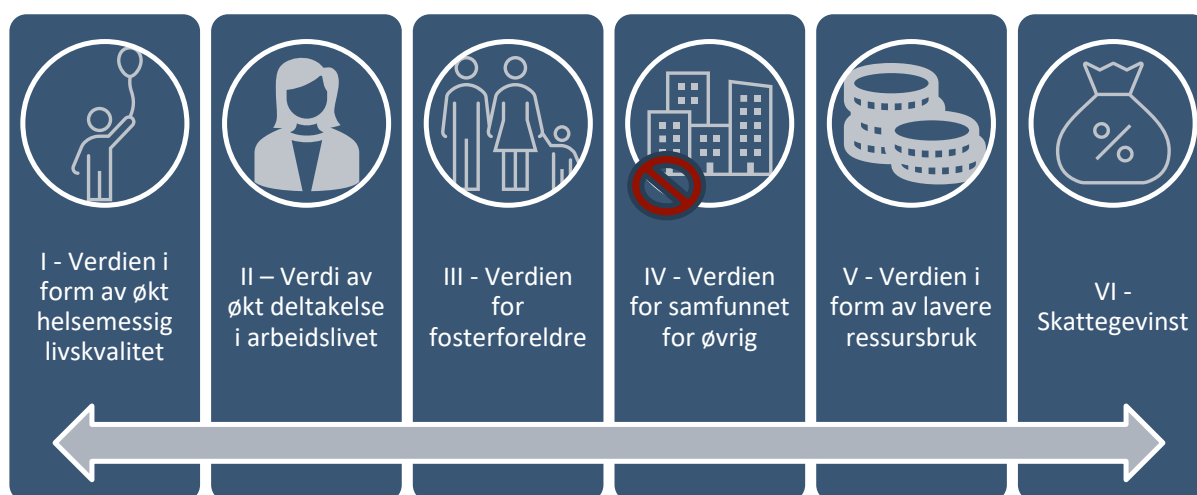 I - Verdien i
form av økt
helsemessig
livskvalitet
II – Verdi av
økt deltakelse
i arbeidslivet
III - Verdien
for
fosterforeldre
IV - Verdien
for samfunnet
for øvrig
V - Verdien i
form av lavere
ressursbruk
VI -
Skattegevinst
%